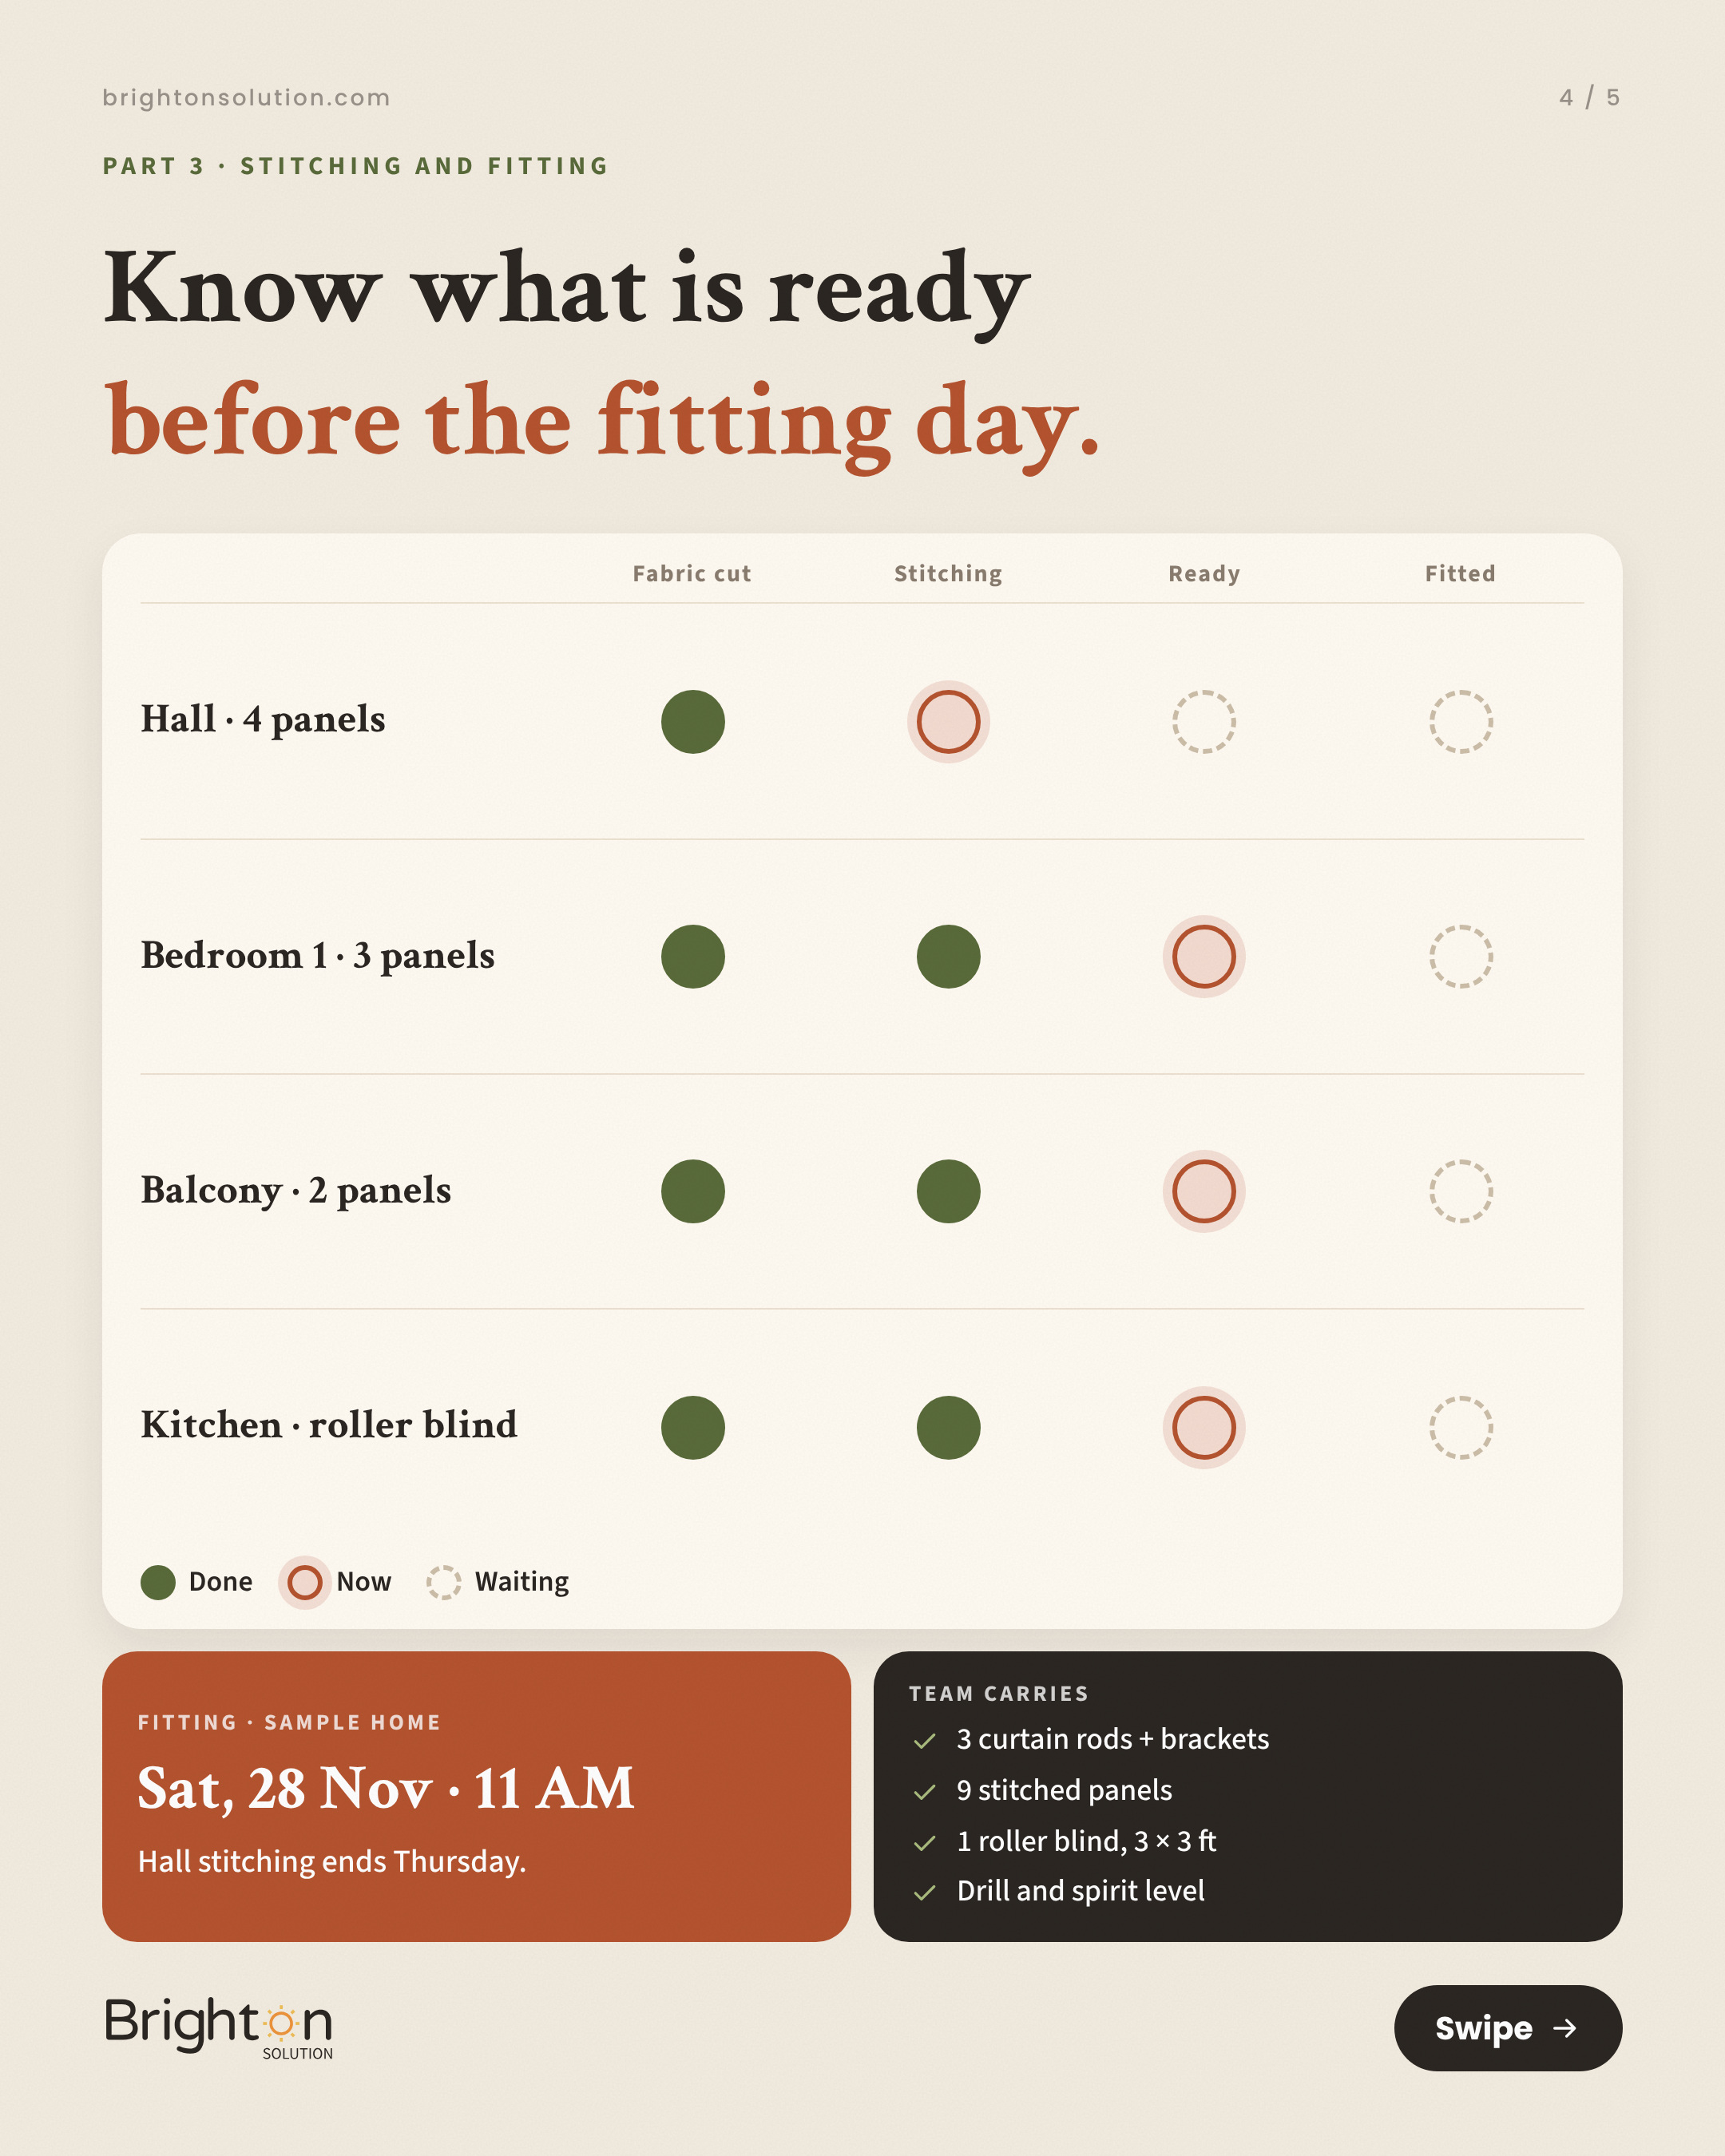 brightonsolution.com
4 / 5
PART 3 · STITCHING AND FITTING
Know what is ready
before the fitting day.
Fabric cut
Stitching
Ready
Fitted
Hall · 4 panels
Bedroom 1 · 3 panels
Balcony · 2 panels
Kitchen · roller blind
Done
Now
Waiting
FITTING · SAMPLE HOME
Sat, 28 Nov · 11 AM
Hall stitching ends Thursday.
TEAM CARRIES
3 curtain rods + brackets
9 stitched panels
1 roller blind, 3 × 3 ft
Drill and spirit level
Brighton
SOLUTION
Swipe →